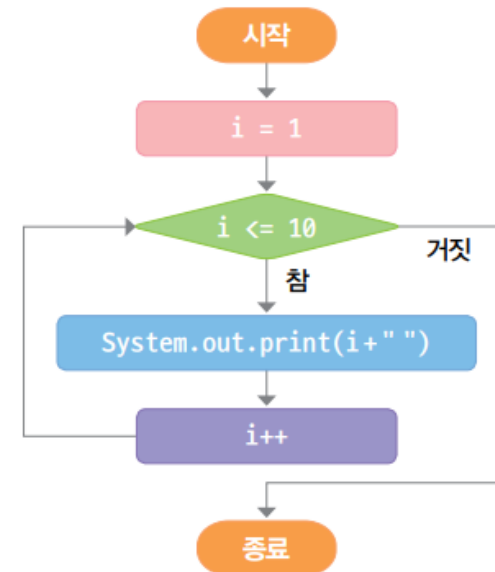 시작
i = 1
i <= 10
거짓
참
System.out.print(i+" ")
i++
종료